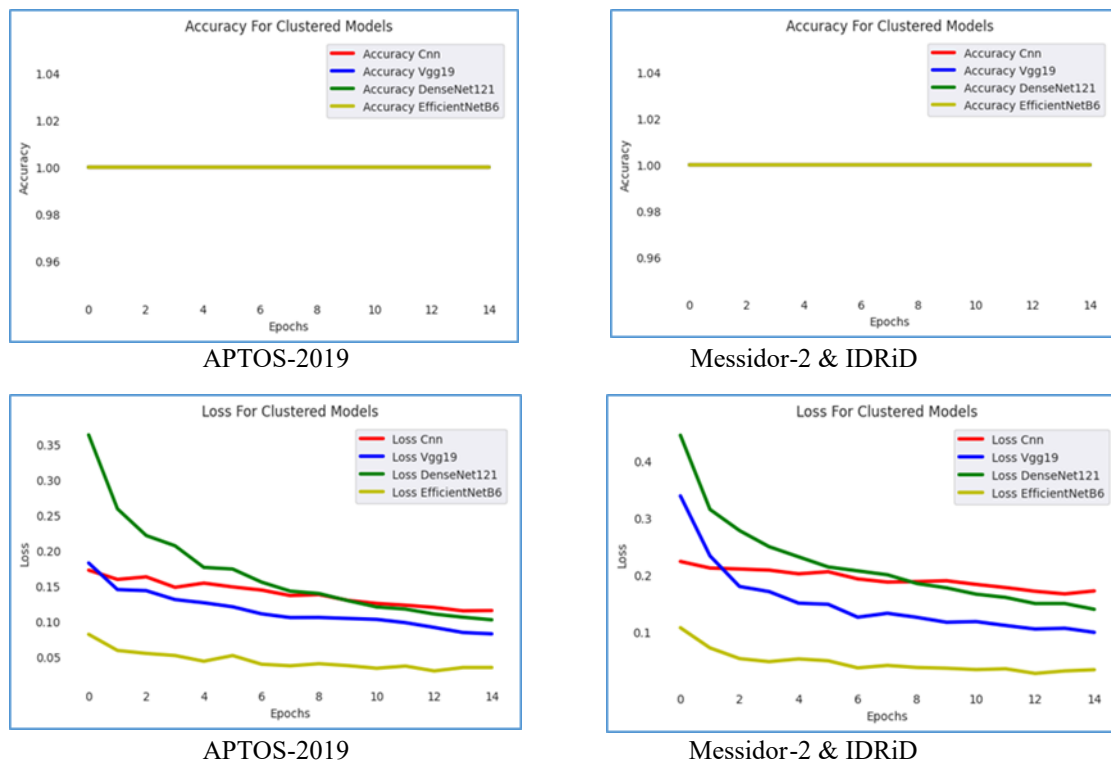 Accuracy For Clustered Models
Accuracy Cnn
Accuracy Vgg19
Accuracy DenseNet121
Accuracy EfficientNetB6
1.04
1.02
1.00
0.98
0.96
Accuracy
0 2 4 6 8 10 12 14
Epochs
APTOS-2019
Accuracy For Clustered Models
Accuracy Cnn
Accuracy Vgg19
Accuracy DenseNet121
Accuracy EfficientNetB6
1.04
1.02
1.00
0.98
0.96
Accuracy
0 2 4 6 8 10 12 14
Epochs
Messidor-2 & IDRiD
Loss For Clustered Models
Loss Cnn
Loss Vgg19
Loss DenseNet121
Loss EfficientNetB6
0.35
0.30
0.25
0.20
0.15
0.10
0.05
Loss
0 2 4 6 8 10 12 14
Epochs
APTOS-2019
Loss For Clustered Models
Loss Cnn
Loss Vgg19
Loss DenseNet121
Loss EfficientNetB6
0.4
0.3
0.2
0.1
Loss
0 2 4 6 8 10 12 14
Epochs
Messidor-2 & IDRiD